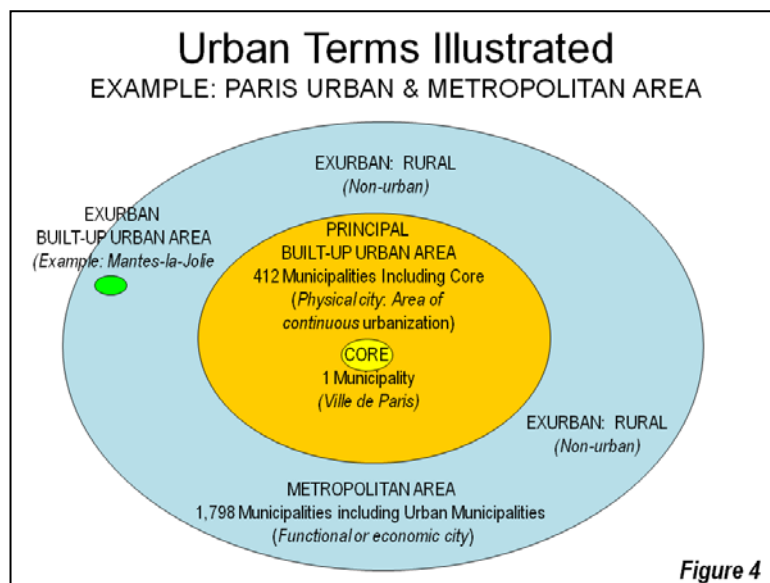 Urban Terms Illustrated
EXAMPLE: PARIS URBAN & METROPOLITAN AREA
EXURBAN: RURAL
(Non-urban)
EXURBAN
BUILT-UP URBAN AREA
(Example: Mantes-la-Jolie
PRINCIPAL
BUILT-UP URBAN AREA
412 Municipalities Including Core
(Physical city: Area of
continuous urbanization)
CORE
1 Municipality
(Ville de Paris)
EXURBAN: RURAL
(Non-urban)
METROPOLITAN AREA
1,798 Municipalities including Urban Municipalities
(Functional or economic city)
Figure 4